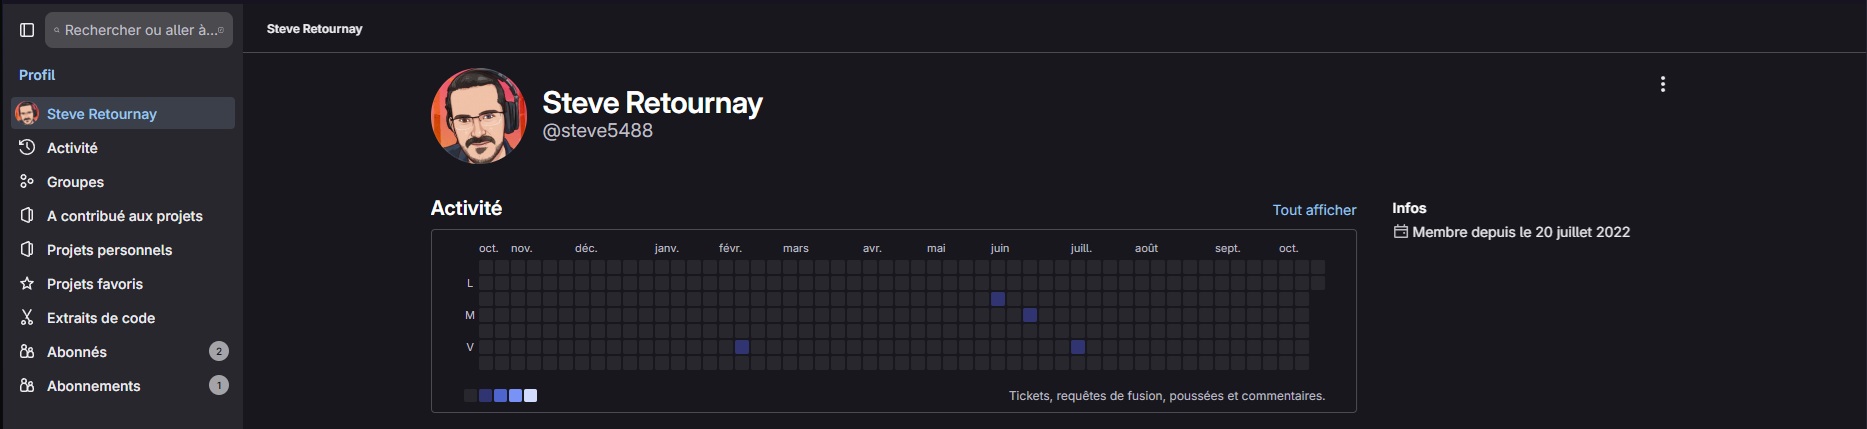 Rechercher ou aller à...
Steve Retournay
Profil
Steve Retournay
Activité
Groupes
A contribué aux projets
Projets personnels
Projets favoris
Extraits de code
Abonnés 2
Abonnements 1
Steve Retournay
@steve5488
Activité
Tout afficher
oct. nov. déc. janv. févr. mars avr. mai juin juill. août sept. oct.
L
M
V
Tickets, requêtes de fusion, poussées et commentaires.
Infos
Membre depuis le 20 juillet 2022